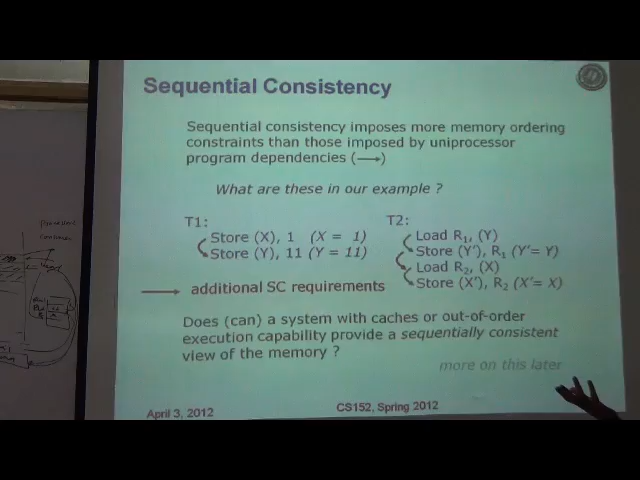 Sequential Consistency
Sequential consistency imposes more memory ordering
constraints than those imposed by uniprocessor
program dependencies (⟶)
What are these in our example ?
T1:
Store (X), 1 (X = 1)
Store (Y), 11 (Y = 11)
T2:
Load R₁, (Y)
Store (Y'), R₁ (Y'= Y)
Load R₂, (X)
Store (X'), R₂ (X'= X)
additional SC requirements
Does (can) a system with caches or out-of-order
execution capability provide a sequentially consistent
view of the memory ?
more on this later
April 3, 2012
CS152, Spring 2012